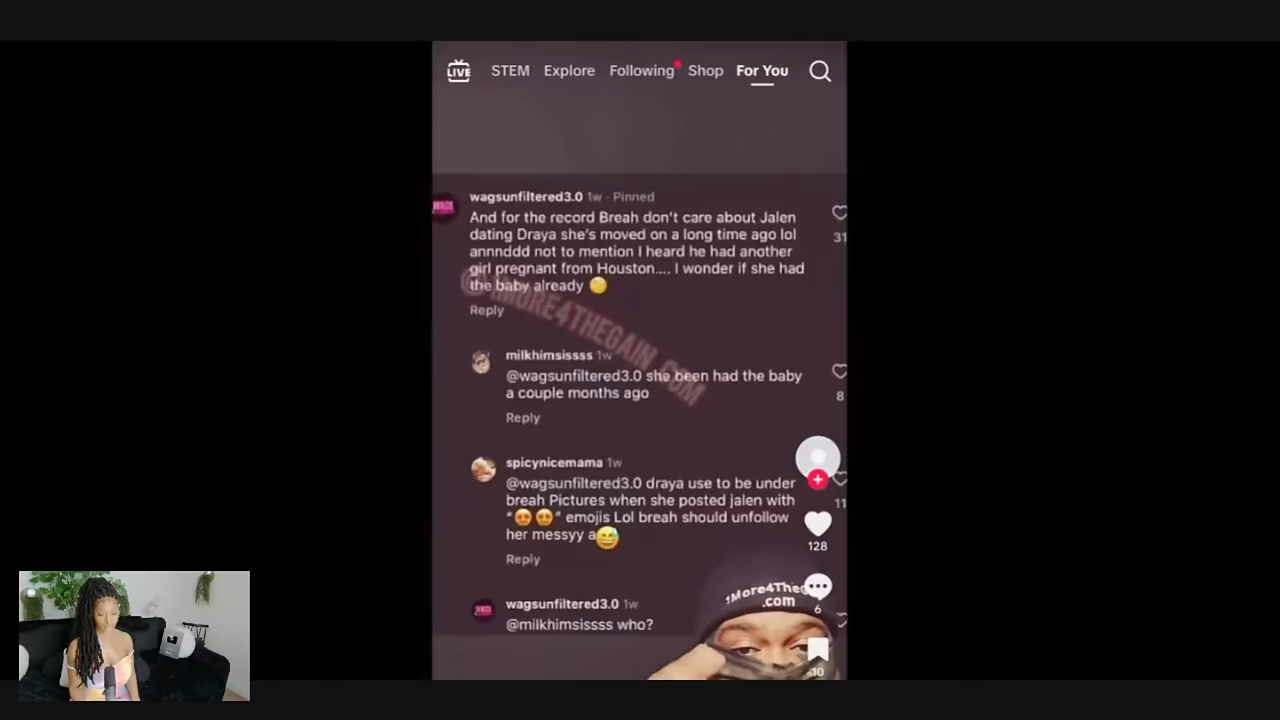 LIVE STEM Explore Following Shop For You
wagsunfiltered3.0 1w · Pinned
And for the record Breah don't care about Jalen
dating Draya she's moved on a long time ago lol
annnddd not to mention I heard he had another
girl pregnant from Houston.... I wonder if she had
the baby already 🧐
31
Reply
@1MORE4THEGAIN.COM
milkhimsissss 1w
@wagsunfiltered3.0 she been had the baby
a couple months ago
8
Reply
spicynicemama 1w
@wagsunfiltered3.0 draya use to be under
breah Pictures when she posted jalen with
"😍😍" emojis Lol breah should unfollow
her messyy a😅
11
Reply
128
wagsunfiltered3.0 1w
@milkhimsissss who?
1More4TheG
.com
6
10